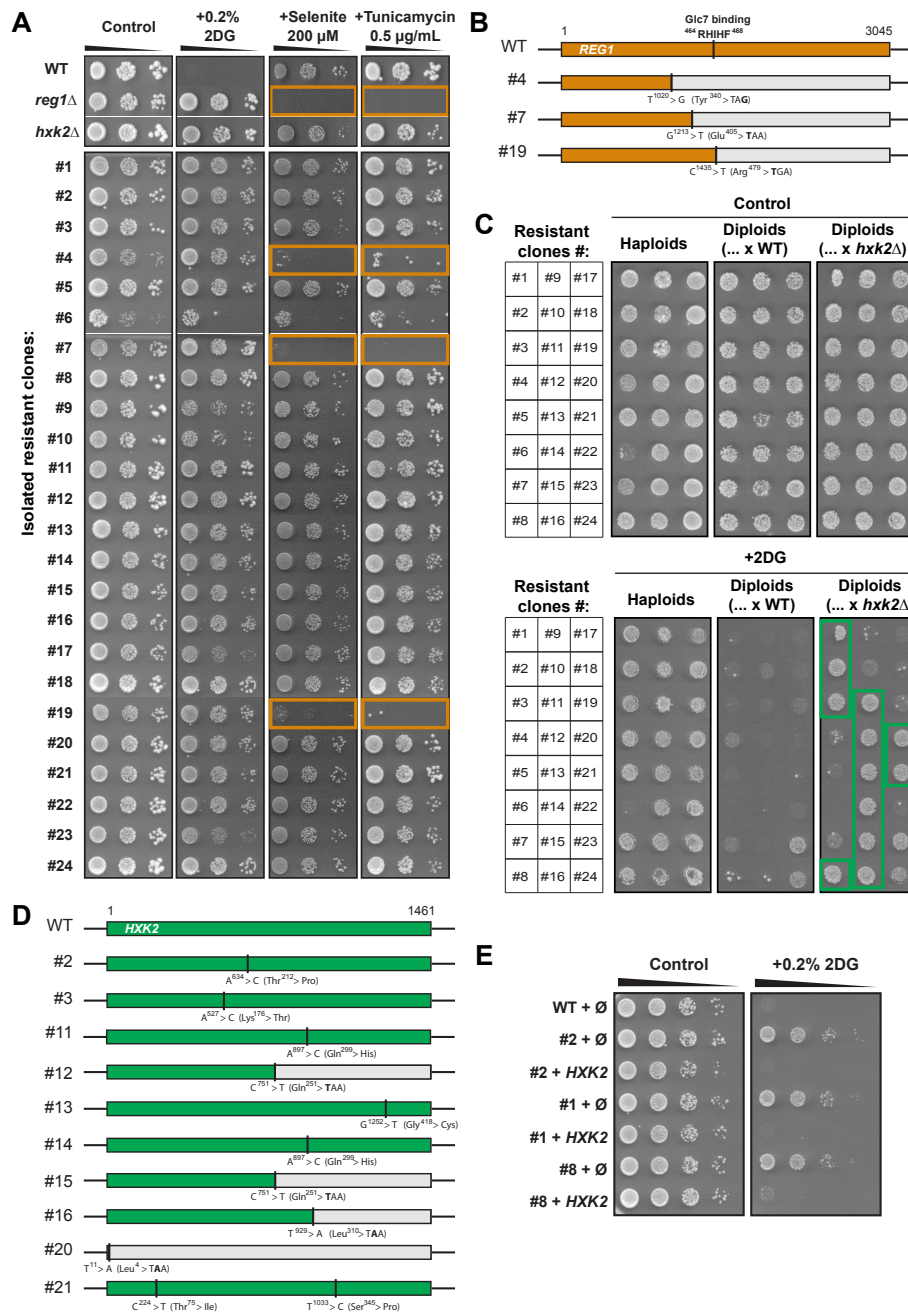 A
Control
+0.2%
2DG
+Selenite
200 µM
+Tunicamycin
0.5 µg/mL
WT
reg1Δ
hxk2Δ
Isolated resistant clones:
#1
#2
#3
#4
#5
#6
#7
#8
#9
#10
#11
#12
#13
#14
#15
#16
#17
#18
#19
#20
#21
#22
#23
#24
B
Glc7 binding
1 ⁴⁶⁴ RHIHF ⁴⁶⁸ 3045
WT REG1
#4
T¹⁰²⁰> G (Tyr ³⁴⁰> TAG)
#7
G¹²¹³> T (Glu⁴⁰⁵> TAA)
#19
C¹⁴³⁵> T (Arg⁴⁷⁹> TGA)
C
Control
Resistant
clones #:
Haploids
Diploids
(... x WT)
Diploids
(... x hxk2Δ)
#1 #9 #17
#2 #10 #18
#3 #11 #19
#4 #12 #20
#5 #13 #21
#6 #14 #22
#7 #15 #23
#8 #16 #24
+2DG
Resistant
clones #:
Haploids
Diploids
(... x WT)
Diploids
(... x hxk2Δ
#1 #9 #17
#2 #10 #18
#3 #11 #19
#4 #12 #20
#5 #13 #21
#6 #14 #22
#7 #15 #23
#8 #16 #24
D
1 1461
WT HXK2
#2
A⁶³⁴> C (Thr²¹²> Pro)
#3
A⁵²⁷> C (Lys¹⁷⁶> Thr)
#11
A⁸⁹⁷> C (Gln²⁹⁹> His)
#12
C⁷⁵¹> T (Gln²⁵¹> TAA)
#13
G¹²⁵²> T (Gly⁴¹⁸> Cys)
#14
A⁸⁹⁷> C (Gln²⁹⁹> His)
#15
C⁷⁵¹> T (Gln²⁵¹> TAA)
#16
T⁹²⁹> A (Leu³¹⁰> TAA)
#20
T¹¹> A (Leu⁴> TAA)
#21
C²²⁴> T (Thr⁷⁵> Ile) T¹⁰³³> C (Ser³⁴⁵> Pro)
E
Control
+0.2% 2DG
WT + Ø
#2 + Ø
#2 + HXK2
#1 + Ø
#1 + HXK2
#8 + Ø
#8 + HXK2